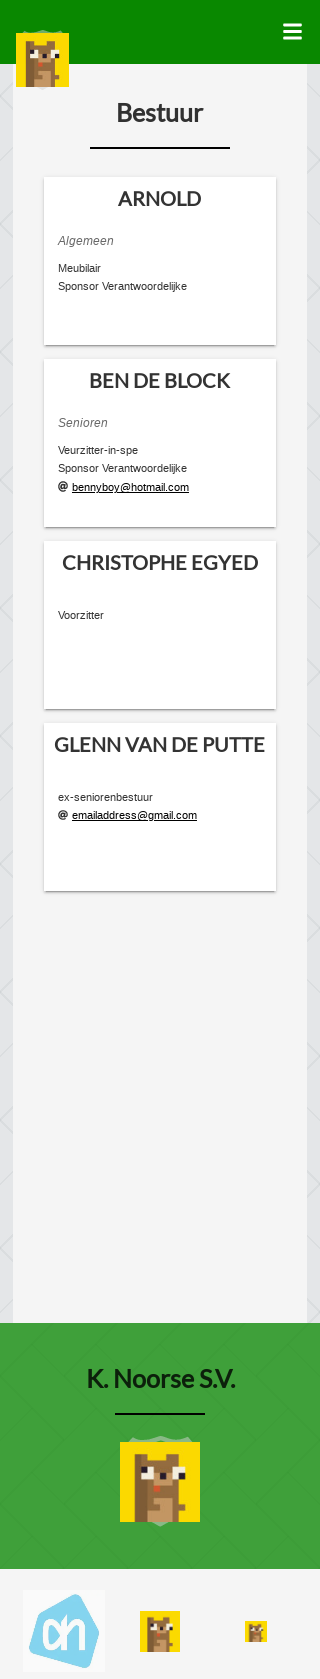 Bestuur
ARNOLD
Algemeen
Meubilair
Sponsor Verantwoordelijke
BEN DE BLOCK
Senioren
Veurzitter-in-spe
Sponsor Verantwoordelijke
@ bennyboy@hotmail.com
CHRISTOPHE EGYED
Voorzitter
GLENN VAN DE PUTTE
ex-seniorenbestuur
@ emailaddress@gmail.com
K. Noorse S.V.
ah